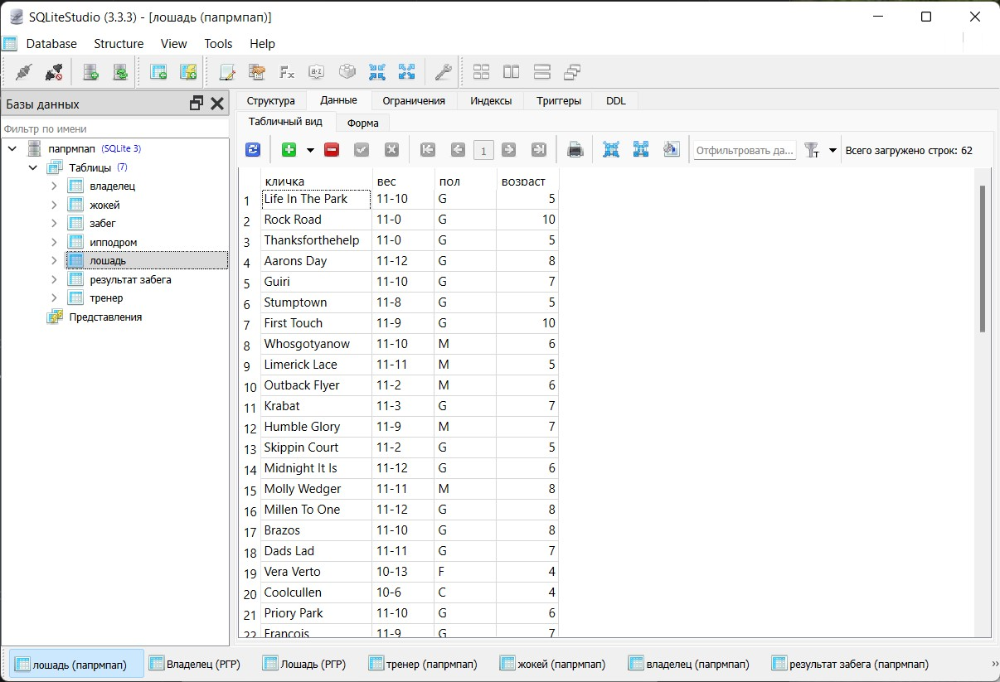 SQLiteStudio (3.3.3) - [лошадь (папрмпап)]
Database Structure View Tools Help
Базы данных
Фильтр по имени
папрмпап (SQLite 3)
Таблицы (7)
владелец
жокей
забег
ипподром
лошадь
результат забега
тренер
Представления
Структура Данные Ограничения Индексы Триггеры DDL
Табличный вид Форма
1 Отфильтровать да... Всего загружено строк: 62
кличка вес пол возраст
1 Life In The Park 11-10 G 5
2 Rock Road 11-0 G 10
3 Thanksforthehelp 11-0 G 5
4 Aarons Day 11-12 G 8
5 Guiri 11-10 G 7
6 Stumptown 11-8 G 5
7 First Touch 11-9 G 10
8 Whosgotyanow 11-10 M 6
9 Limerick Lace 11-11 M 5
10 Outback Flyer 11-2 M 6
11 Krabat 11-3 G 7
12 Humble Glory 11-9 M 7
13 Skippin Court 11-2 G 5
14 Midnight It Is 11-12 G 6
15 Molly Wedger 11-11 M 8
16 Millen To One 11-12 G 8
17 Brazos 11-10 G 8
18 Dads Lad 11-11 G 7
19 Vera Verto 10-13 F 4
20 Coolcullen 10-6 C 4
21 Priory Park 11-10 G 6
22 Francois 11-9 G 7
лошадь (папрмпап) Владелец (РГР) Лошадь (РГР) тренер (папрмпап) жокей (папрмпап) владелец (папрмпап) результат забега (папрмпап)